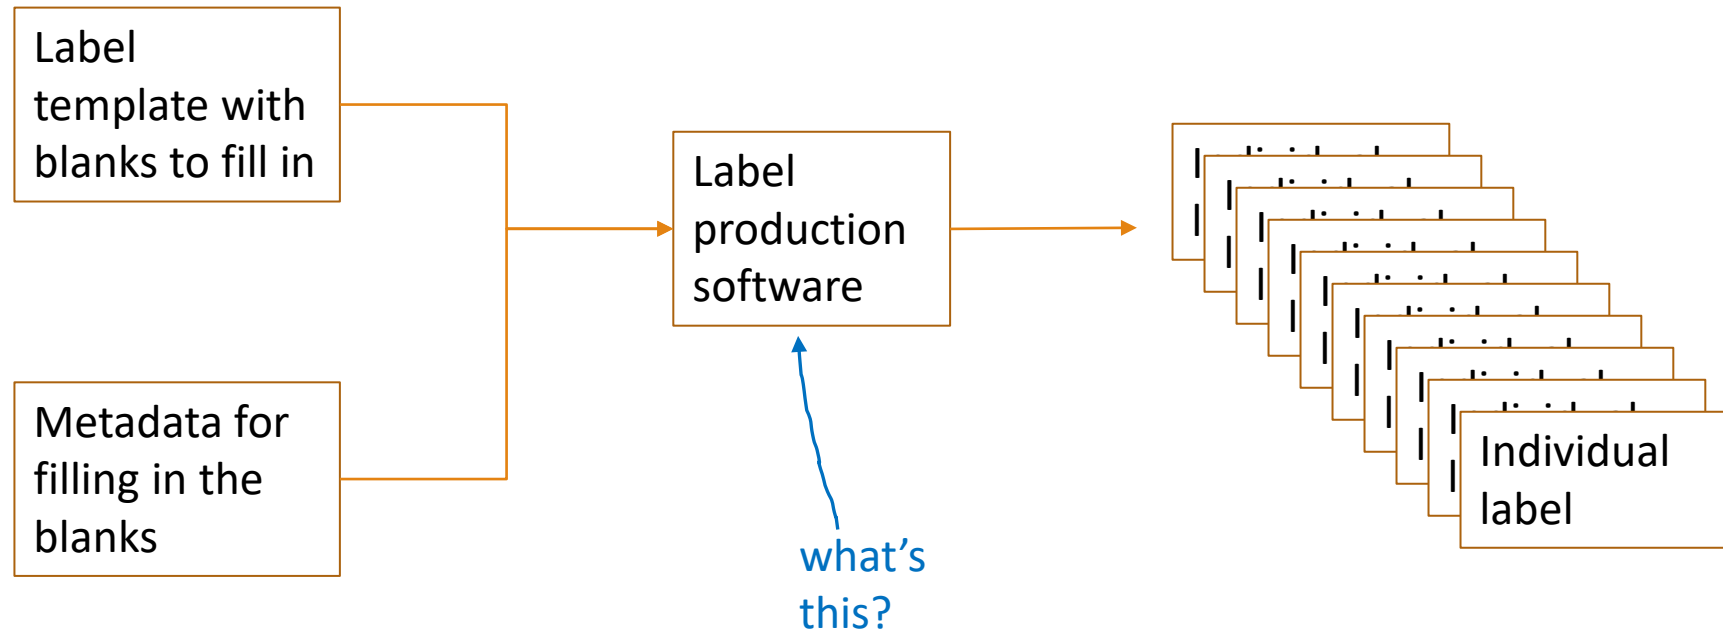 Label
template with
blanks to fill in
Metadata for
filling in the
blanks
Label
production
software
what's
this?
Individual
label